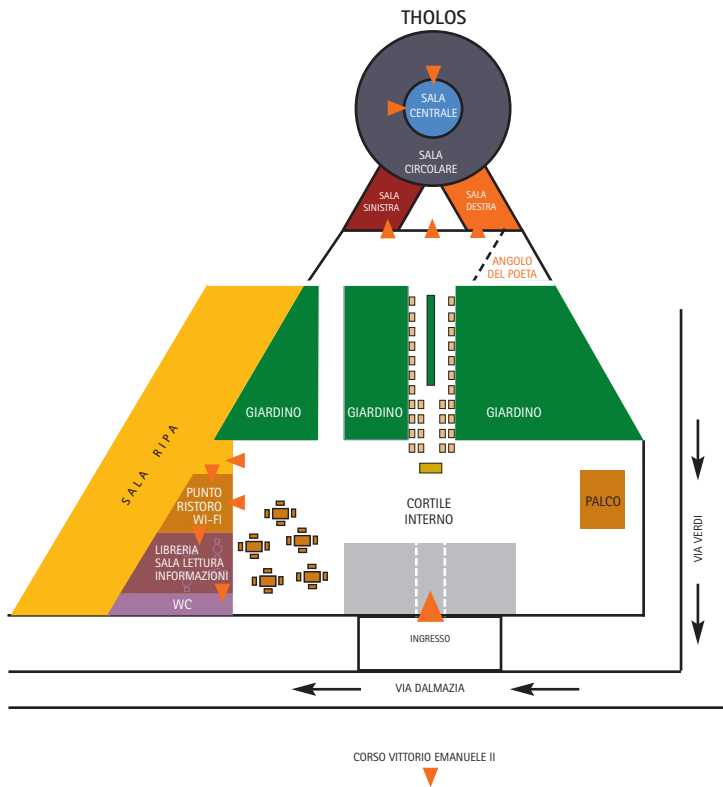 THOLOS
SALA
CENTRALE
SALA
CIRCOLARE
SALA
SINISTRA
SALA
DESTRA
ANGOLO
DEL POETA
GIARDINO
GIARDINO
GIARDINO
SALA RIPA
PUNTO
RISTORO
WI-FI
CORTILE
INTERNO
PALCO
LIBRERIA
SALA LETTURA
INFORMAZIONI
WC
VIA VERDI
INGRESSO
VIA DALMAZIA
CORSO VITTORIO EMANUELE II